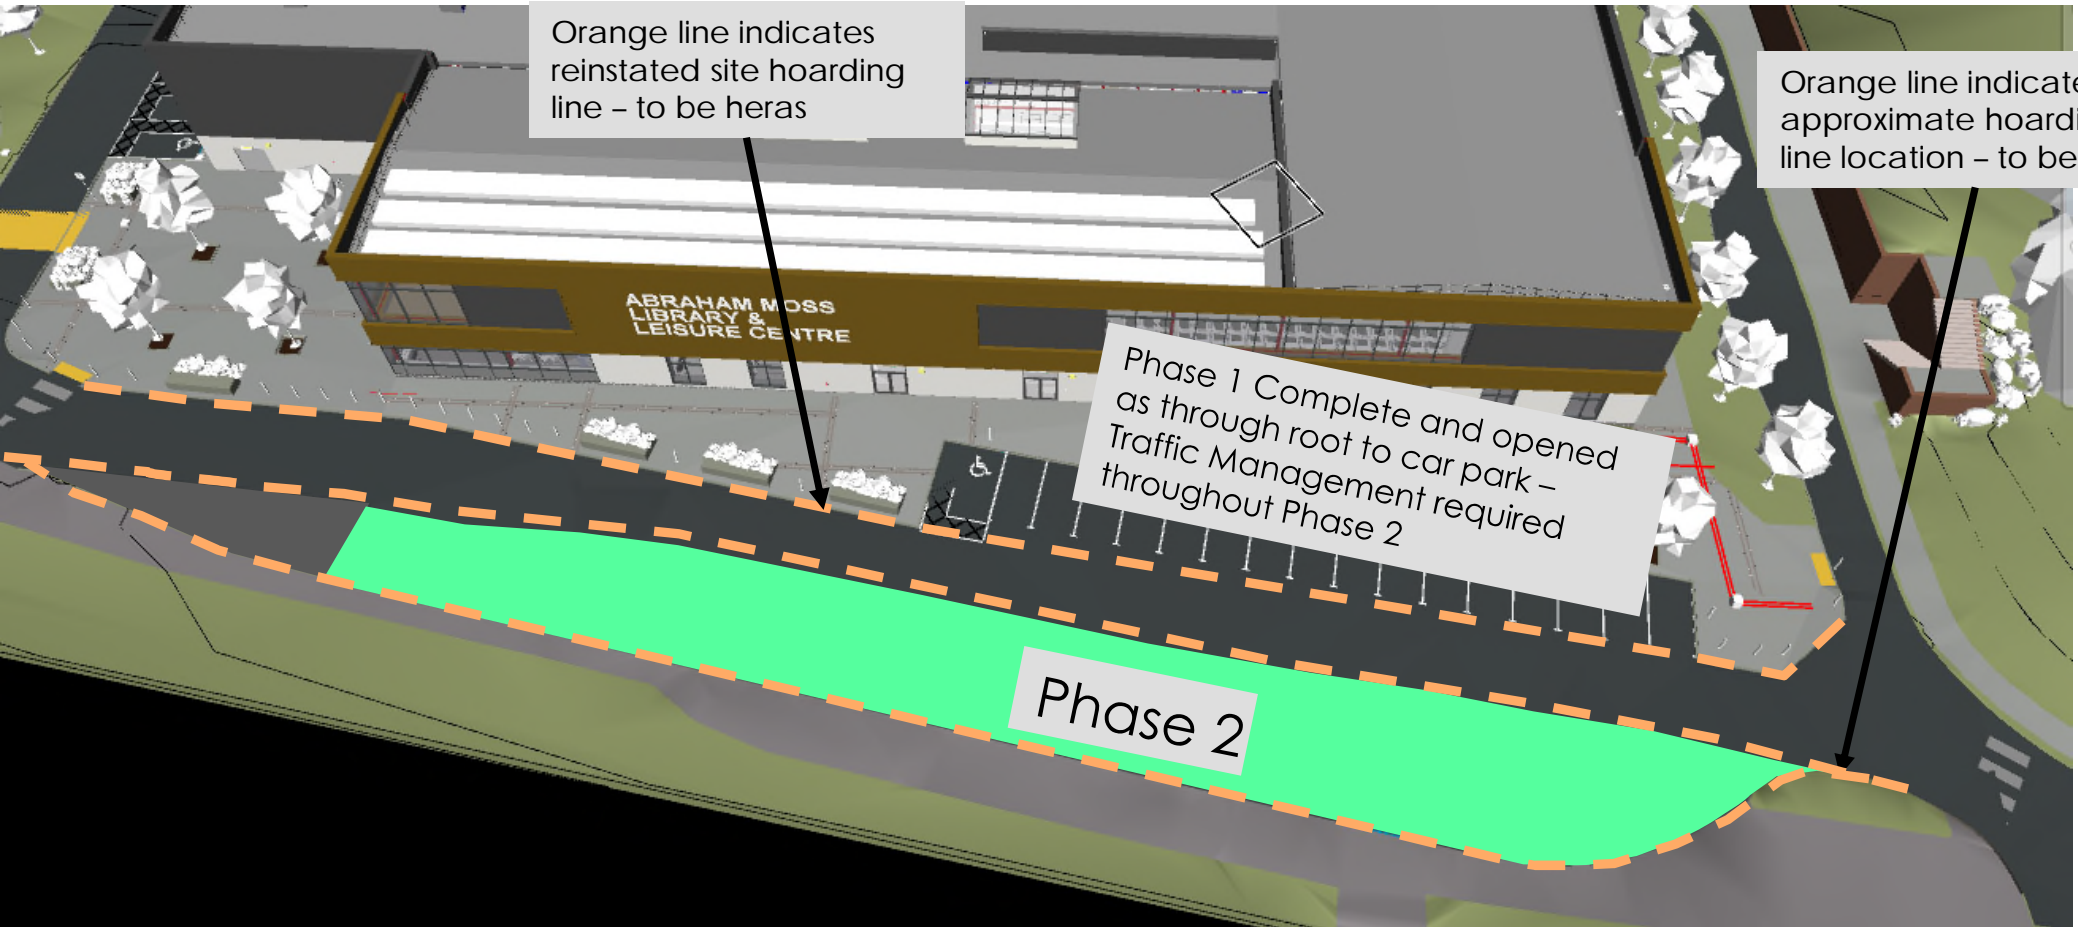 Orange line indicates
reinstated site hoarding
line – to be heras
Orange line indicate
approximate hoardi
line location – to be
ABRAHAM MOSS
LIBRARY &
LEISURE CENTRE
Phase 1 Complete and opened
as through root to car park –
Traffic Management required
throughout Phase 2
Phase 2